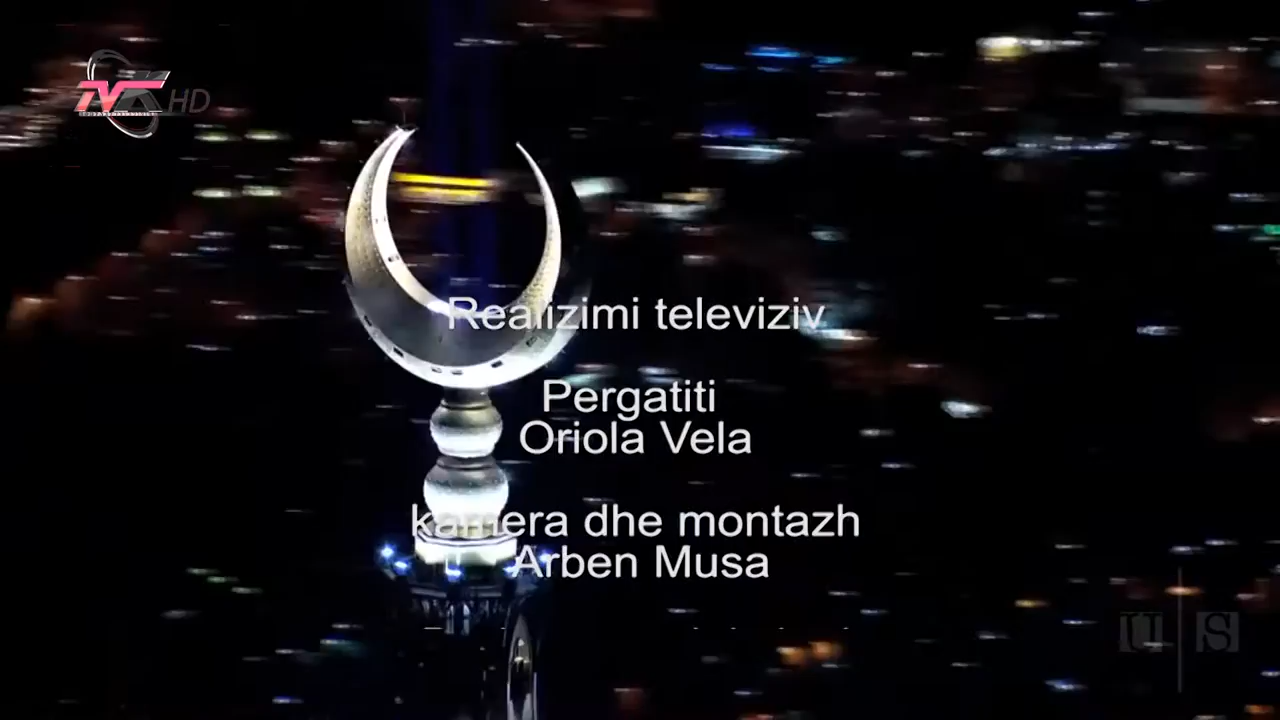 TVK HD
Realizimi televiziv
Pergatiti
Oriola Vela
kamera dhe montazh
Arben Musa
U S